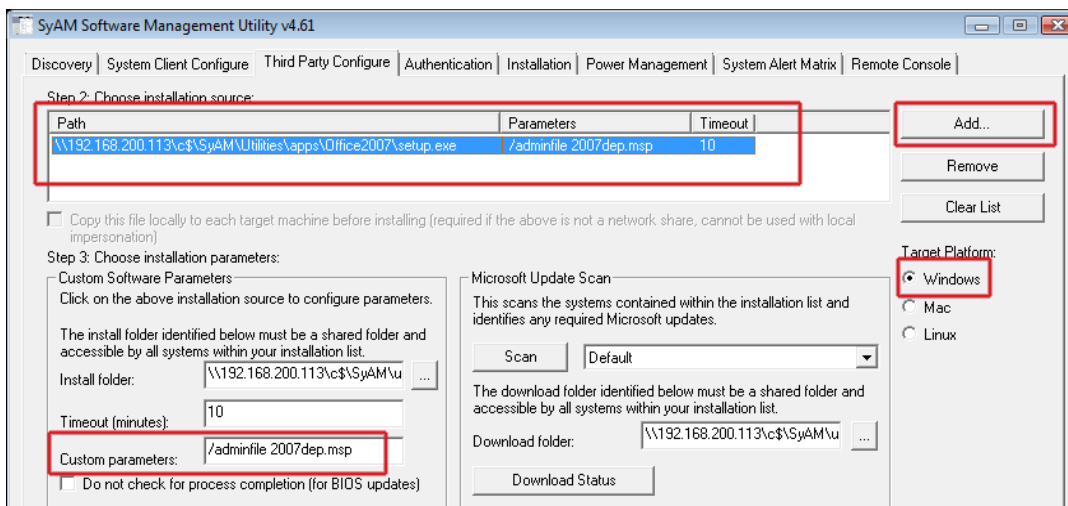 SyAM Software Management Utility v4.61
Discovery
System Client Configure
Third Party Configure
Authentication
Installation
Power Management
System Alert Matrix
Remote Console
Step 2: Choose installation source:
Path
Parameters
Timeout
\\192.168.200.113\c$\SyAM\Utilities\apps\Office2007\setup.exe
/adminfile 2007dep.msp
10
Add...
Remove
Clear List
Copy this file locally to each target machine before installing (required if the above is not a network share, cannot be used with local
impersonation)
Target Platform:
Windows
Mac
Linux
Step 3: Choose installation parameters:
Custom Software Parameters
Click on the above installation source to configure parameters.
The install folder identified below must be a shared folder and
accessible by all systems within your installation list.
Install folder:
\\192.168.200.113\c$\SyAM\u
...
Timeout (minutes):
10
Custom parameters:
/adminfile 2007dep.msp
Do not check for process completion (for BIOS updates)
Microsoft Update Scan
This scans the systems contained within the installation list and
identifies any required Microsoft updates.
Scan
Default
The download folder identified below must be a shared folder and
accessible by all systems within your installation list.
Download folder:
\\192.168.200.113\c$\SyAM\u
...
Download Status